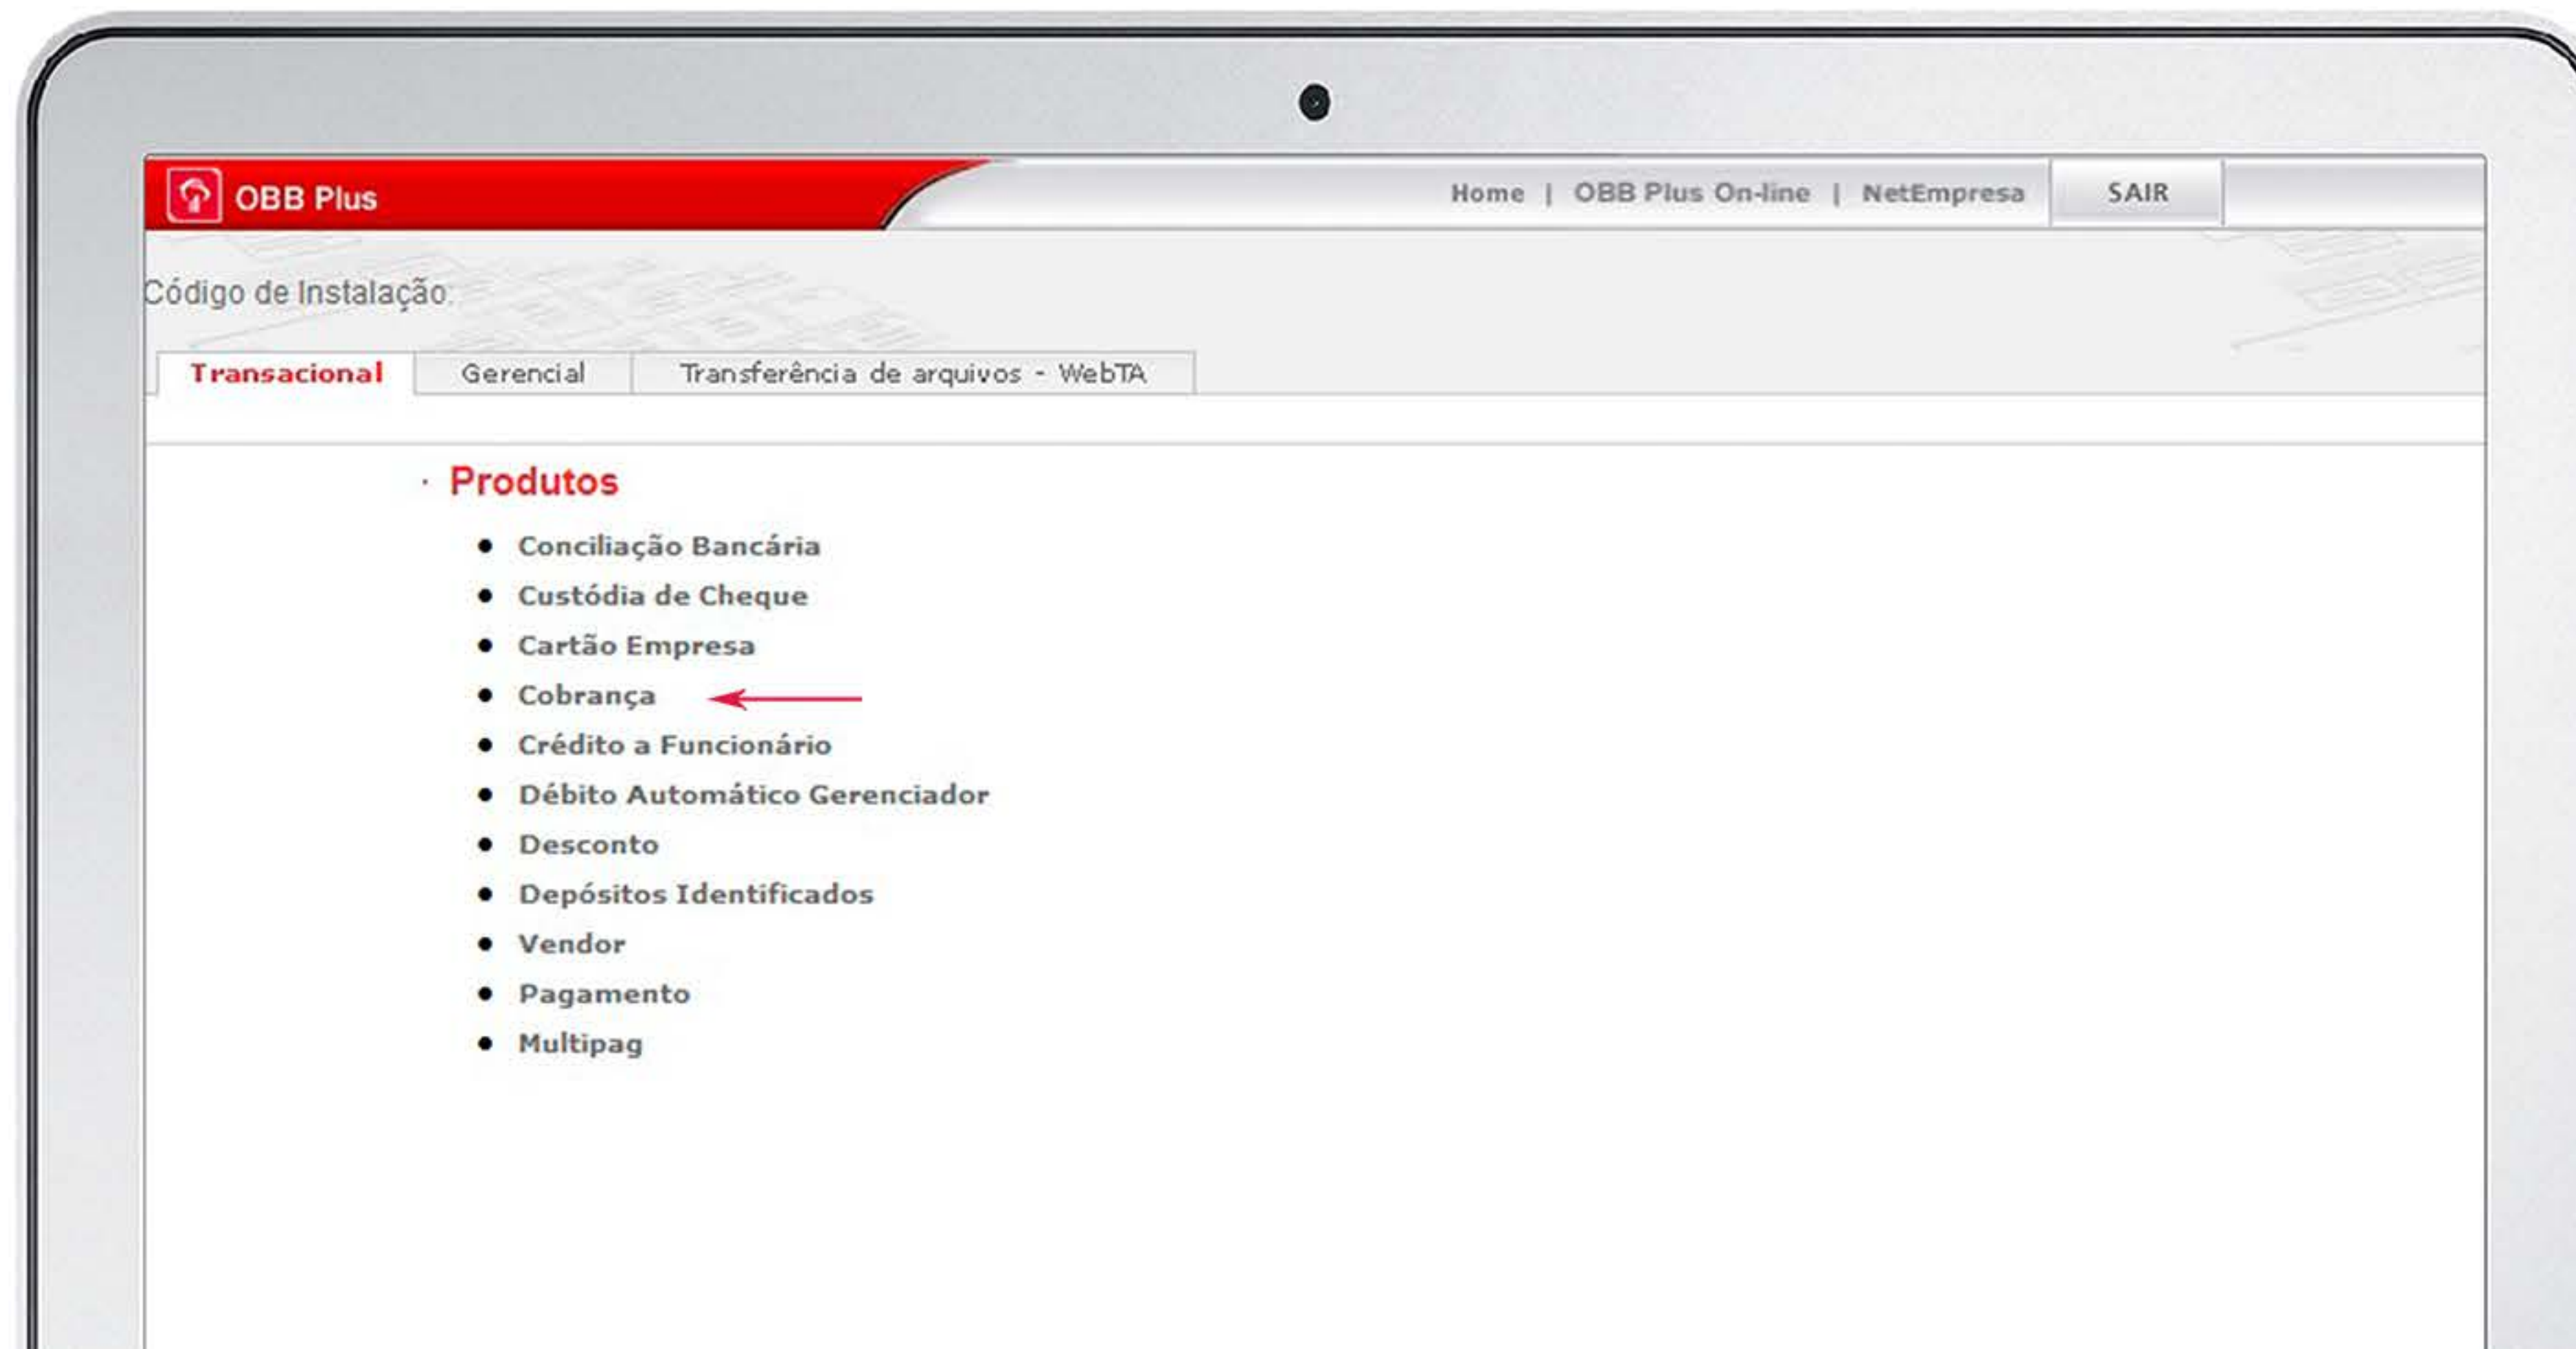 OBB Plus
Home | OBB Plus On-line | NetEmpresa
SAIR
Código de Instalação:
Transacional
Gerencial
Transferência de arquivos - WebTA
· Produtos
• Conciliação Bancária
• Custódia de Cheque
• Cartão Empresa
• Cobrança
• Crédito a Funcionário
• Débito Automático Gerenciador
• Desconto
• Depósitos Identificados
• Vendor
• Pagamento
• Multipag